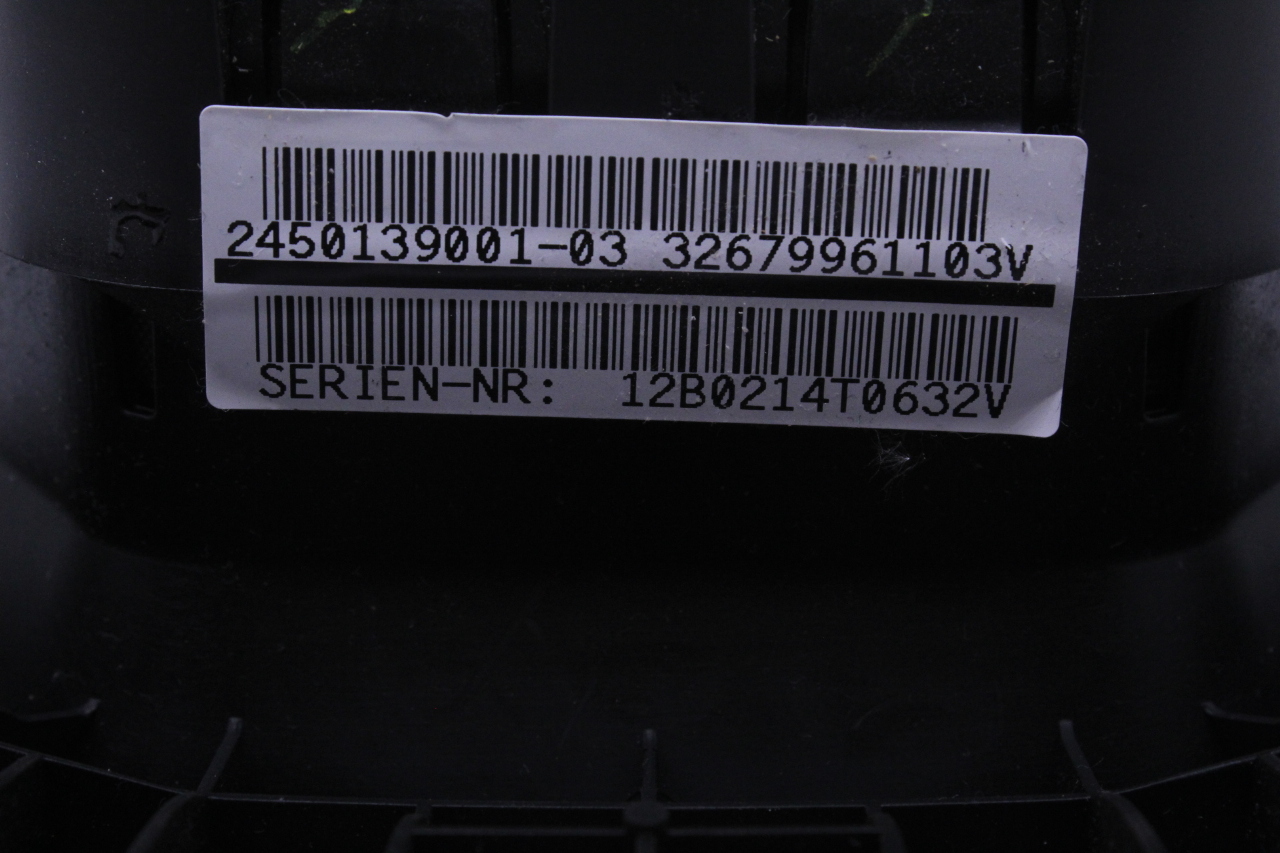 2450139001-03 32679961103V
SERIEN-NR: 12B0214T0632V